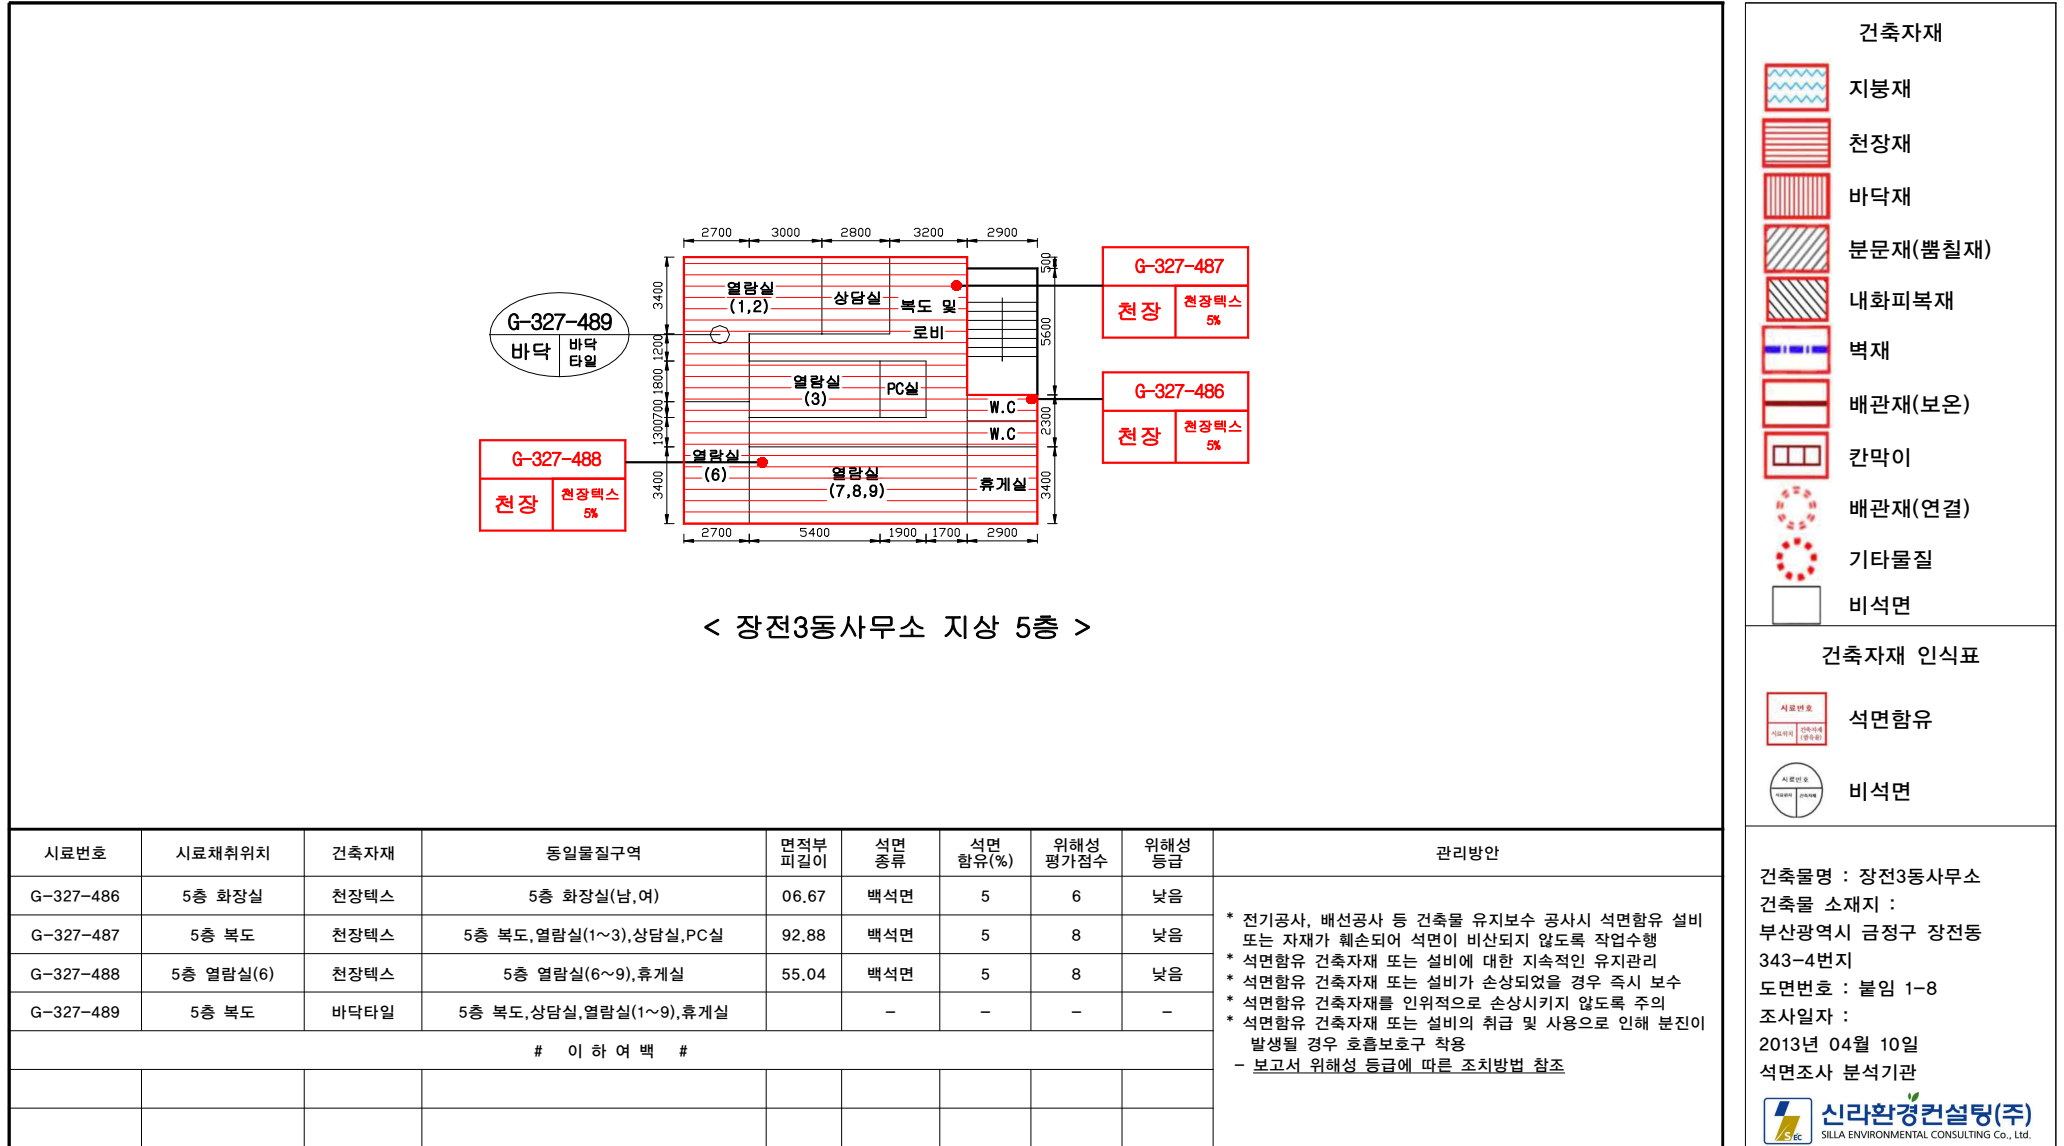 2700 3000 2800 3200 2900
3400
1200
1800
700
1300
3400
500
5600
2300
3400
2700 5400 1900 1700 2900
열람실
(1,2)
상담실
복도 및
로비
열람실
(3)
PC실
W.C
W.C
열람실
(6)
열람실
(7,8,9)
휴게실
G-327-489
바닥
바닥
타일
G-327-488
천장
천장텍스
5%
G-327-487
천장
천장텍스
5%
G-327-486
천장
천장텍스
5%
< 장전3동사무소 지상 5층 >
시료번호 시료채취위치 건축자재 동일물질구역 면적부피길이 석면종류 석면함유(%) 위해성평가점수 위해성등급 관리방안
G-327-486 5층 화장실 천장텍스 5층 화장실(남,여) 06.67 백석면 5 6 낮음
G-327-487 5층 복도 천장텍스 5층 복도,열람실(1~3),상담실,PC실 92.88 백석면 5 8 낮음
G-327-488 5층 열람실(6) 천장텍스 5층 열람실(6~9),휴게실 55.04 백석면 5 8 낮음
G-327-489 5층 복도 바닥타일 5층 복도,상담실,열람실(1~9),휴게실 - - - -
# 이 하 여 백 #
* 전기공사, 배선공사 등 건축물 유지보수 공사시 석면함유 설비
또는 자재가 훼손되어 석면이 비산되지 않도록 작업수행
* 석면함유 건축자재 또는 설비에 대한 지속적인 유지관리
* 석면함유 건축자재 또는 설비가 손상되었을 경우 즉시 보수
* 석면함유 건축자재를 인위적으로 손상시키지 않도록 주의
* 석면함유 건축자재 또는 설비의 취급 및 사용으로 인해 분진이
발생될 경우 호흡보호구 착용
- 보고서 위해성 등급에 따른 조치방법 참조
건축자재
지붕재
천장재
바닥재
분문재(뿜칠재)
내화피복재
벽재
배관재(보온)
칸막이
배관재(연결)
기타물질
비석면
건축자재 인식표
시료번호
시료위치
건축자재
(함유율)
석면함유
시료번호
시료위치 건축자재
비석면
건축물명 : 장전3동사무소
건축물 소재지 :
부산광역시 금정구 장전동
343-4번지
도면번호 : 붙임 1-8
조사일자 :
2013년 04월 10일
석면조사 분석기관
SEC
신라환경컨설팅(주)
SILLA ENVIRONMENTAL CONSULTING Co., Ltd.